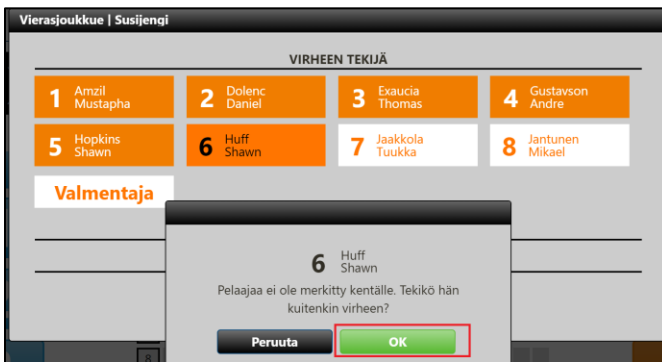 Vierasjoukkue | Susijengi
VIRHEEN TEKIJÄ
1 Amzil Mustapha
2 Dolenc Daniel
3 Exaucia Thomas
4 Gustavson Andre
5 Hopkins Shawn
6 Huff Shawn
7 Jaakkola Tuukka
8 Jantunen Mikael
Valmentaja
6 Huff Shawn
Pelaajaa ei ole merkitty kentälle. Tekikö hän
kuitenkin virheen?
Peruuta OK
8